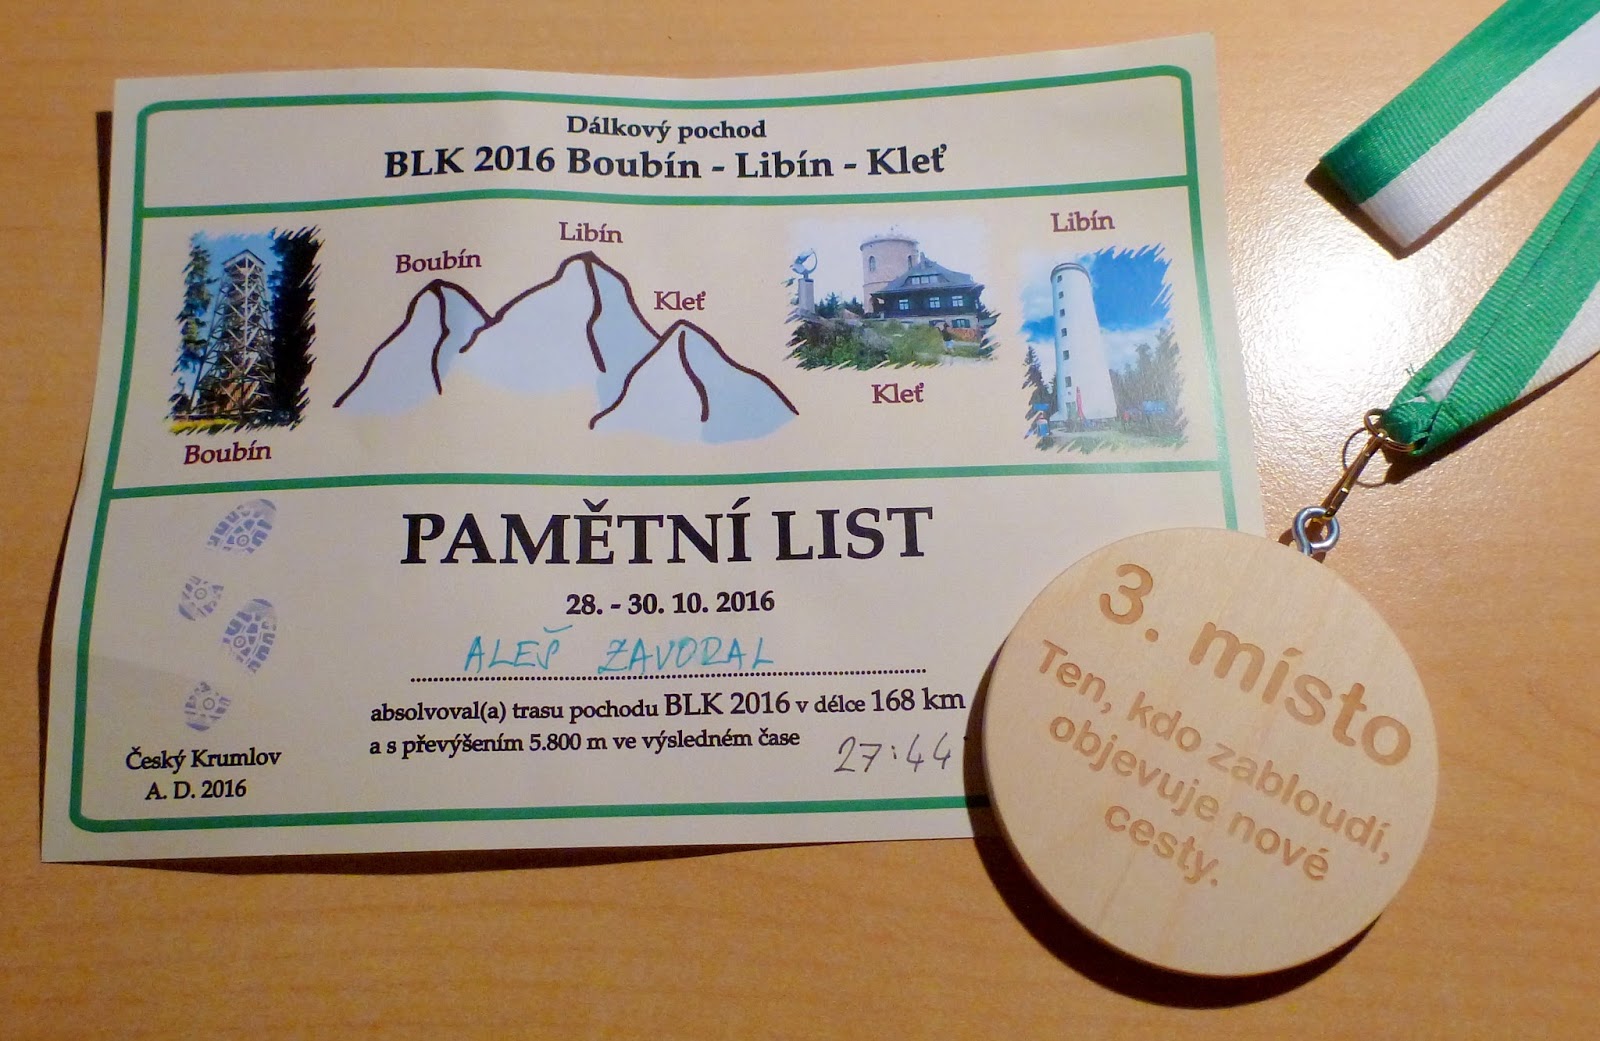 Dálkový pochod
BLK 2016 Boubín - Libín - Kleť
Boubín
Boubín
Libín
Kleť
Kleť
Libín
PAMĚTNÍ LIST
28. - 30. 10. 2016
ALEŠ ZAVORAL
absolvoval(a) trasu pochodu BLK 2016 v délce 168 km
a s převýšením 5.800 m ve výsledném čase 27:44
Český Krumlov
A. D. 2016
3. místo
Ten, kdo zabloudí,
objevuje nové
cesty.